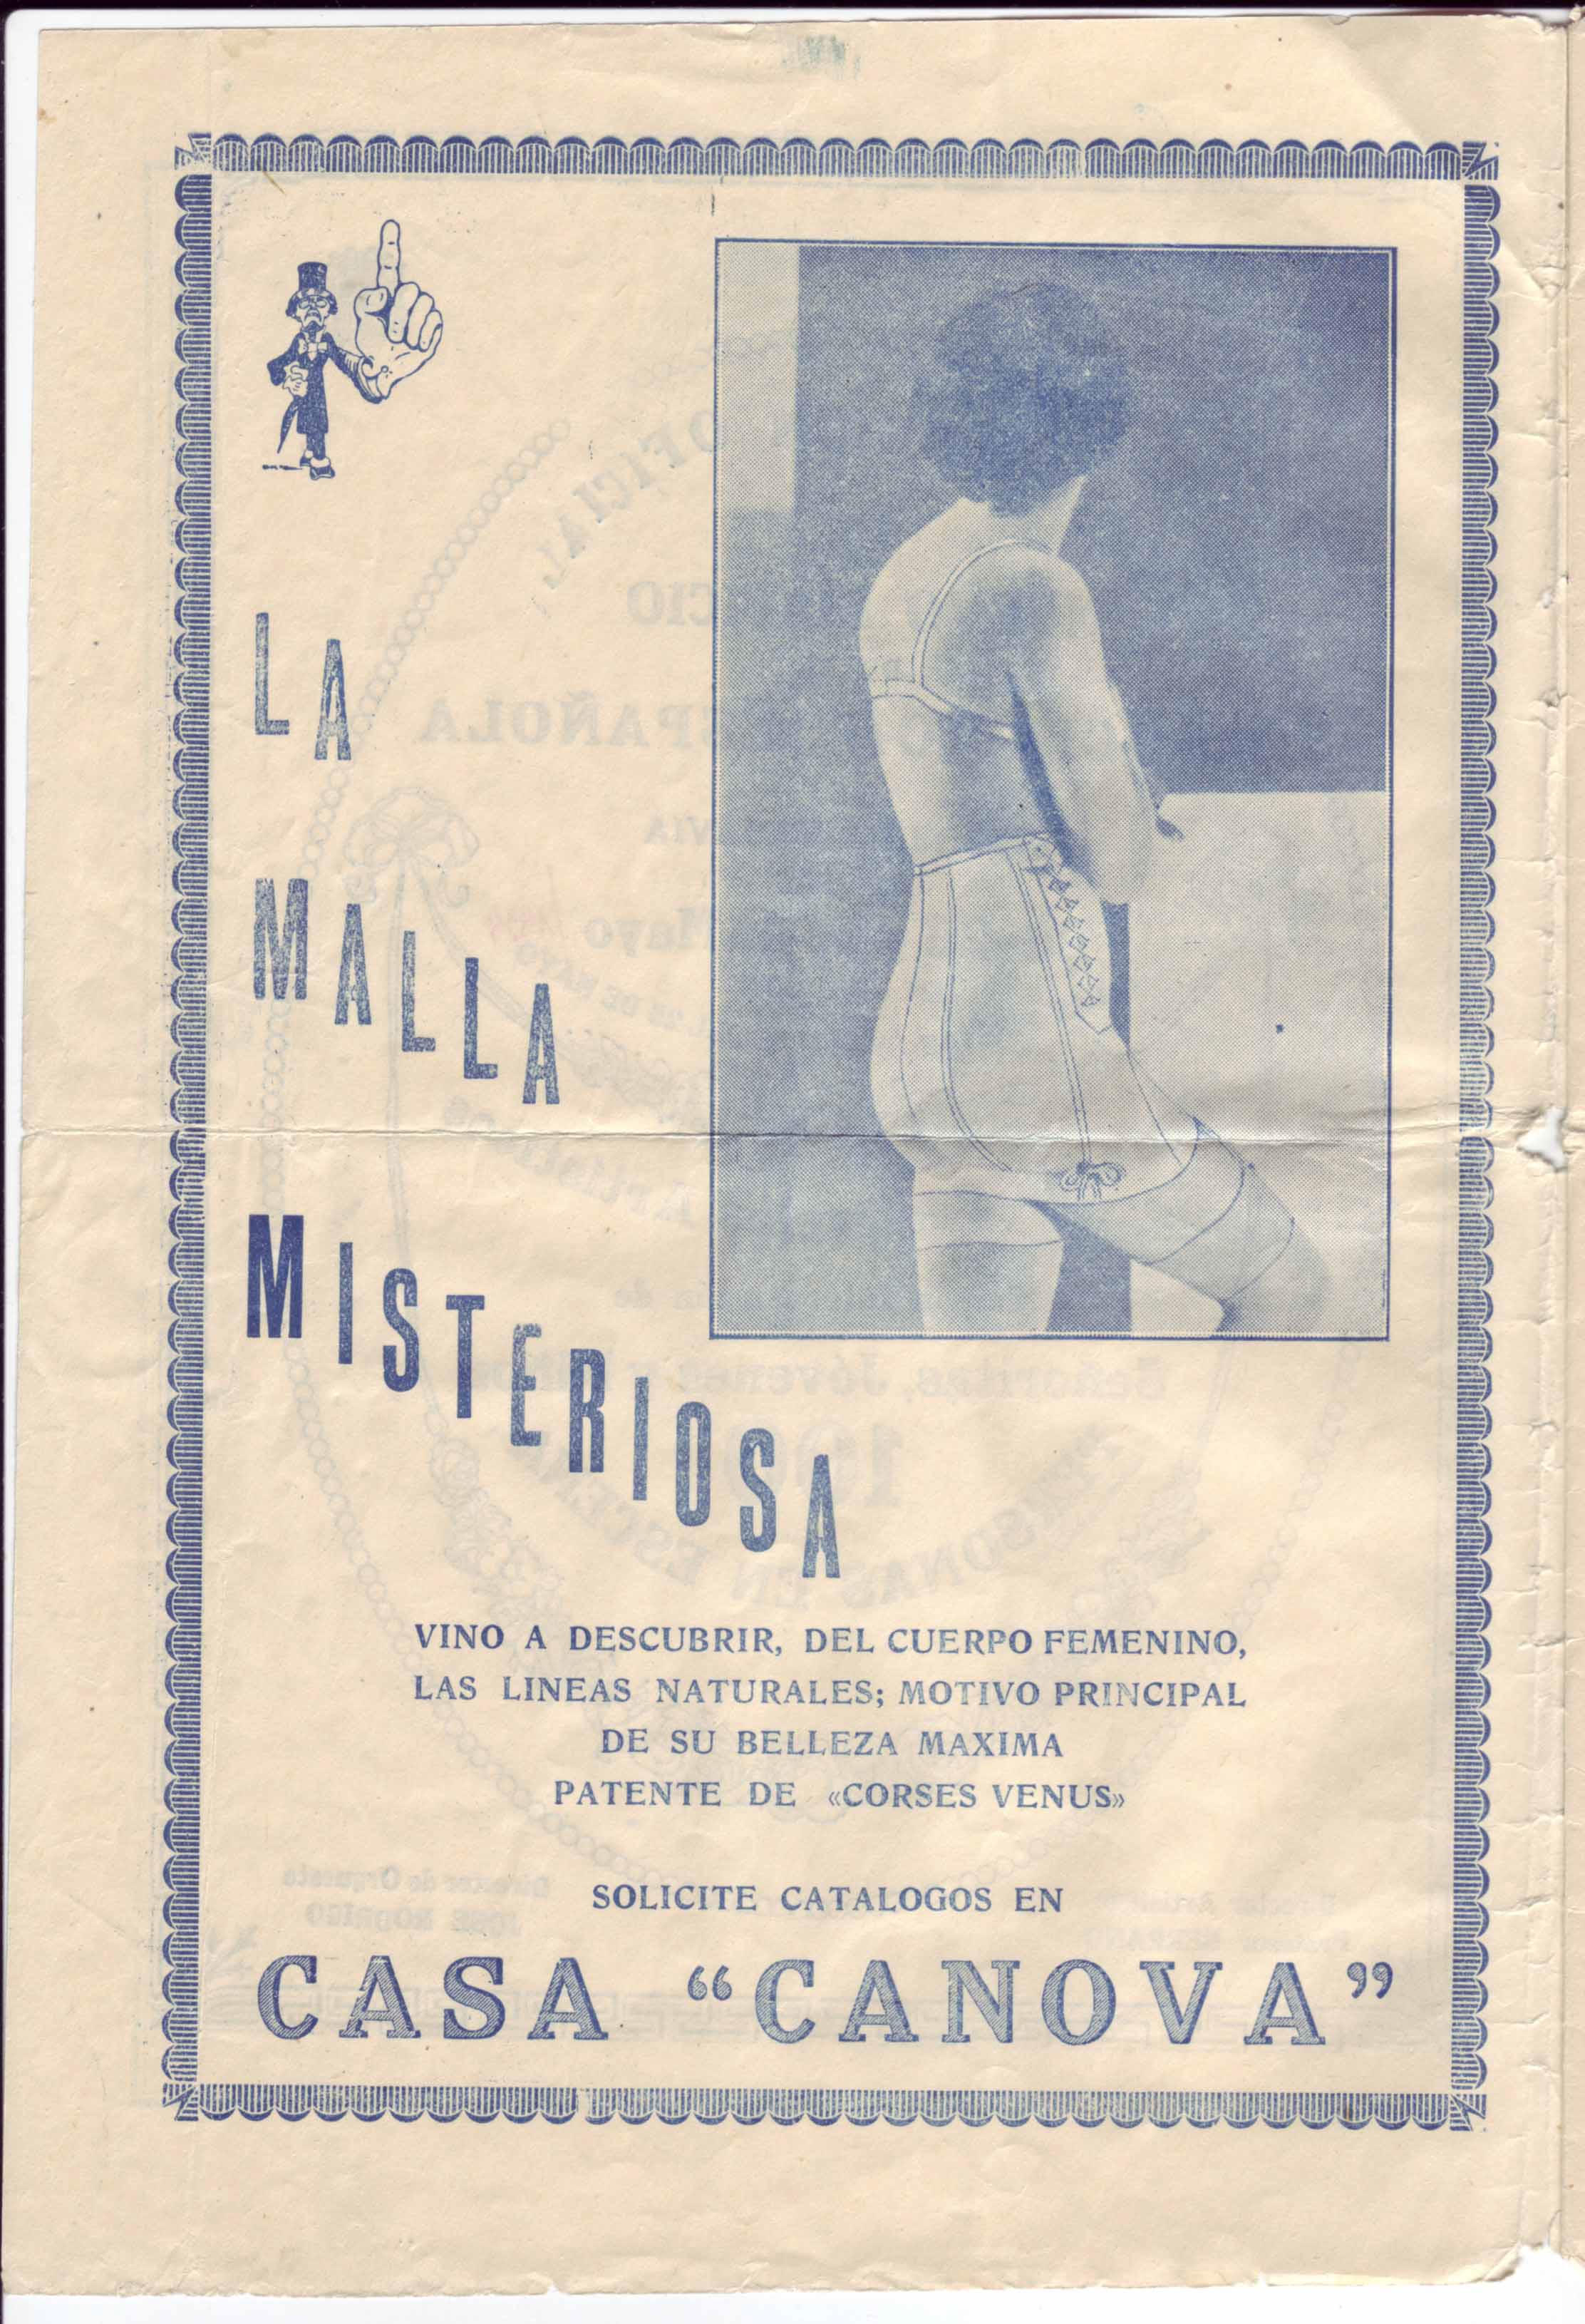 LA
MALLA
MISTERIOSA
VINO A DESCUBRIR, DEL CUERPO FEMENINO,
LAS LINEAS NATURALES; MOTIVO PRINCIPAL
DE SU BELLEZA MAXIMA
PATENTE DE «CORSES VENUS»
SOLICITE CATALOGOS EN
CASA “CANOVA”